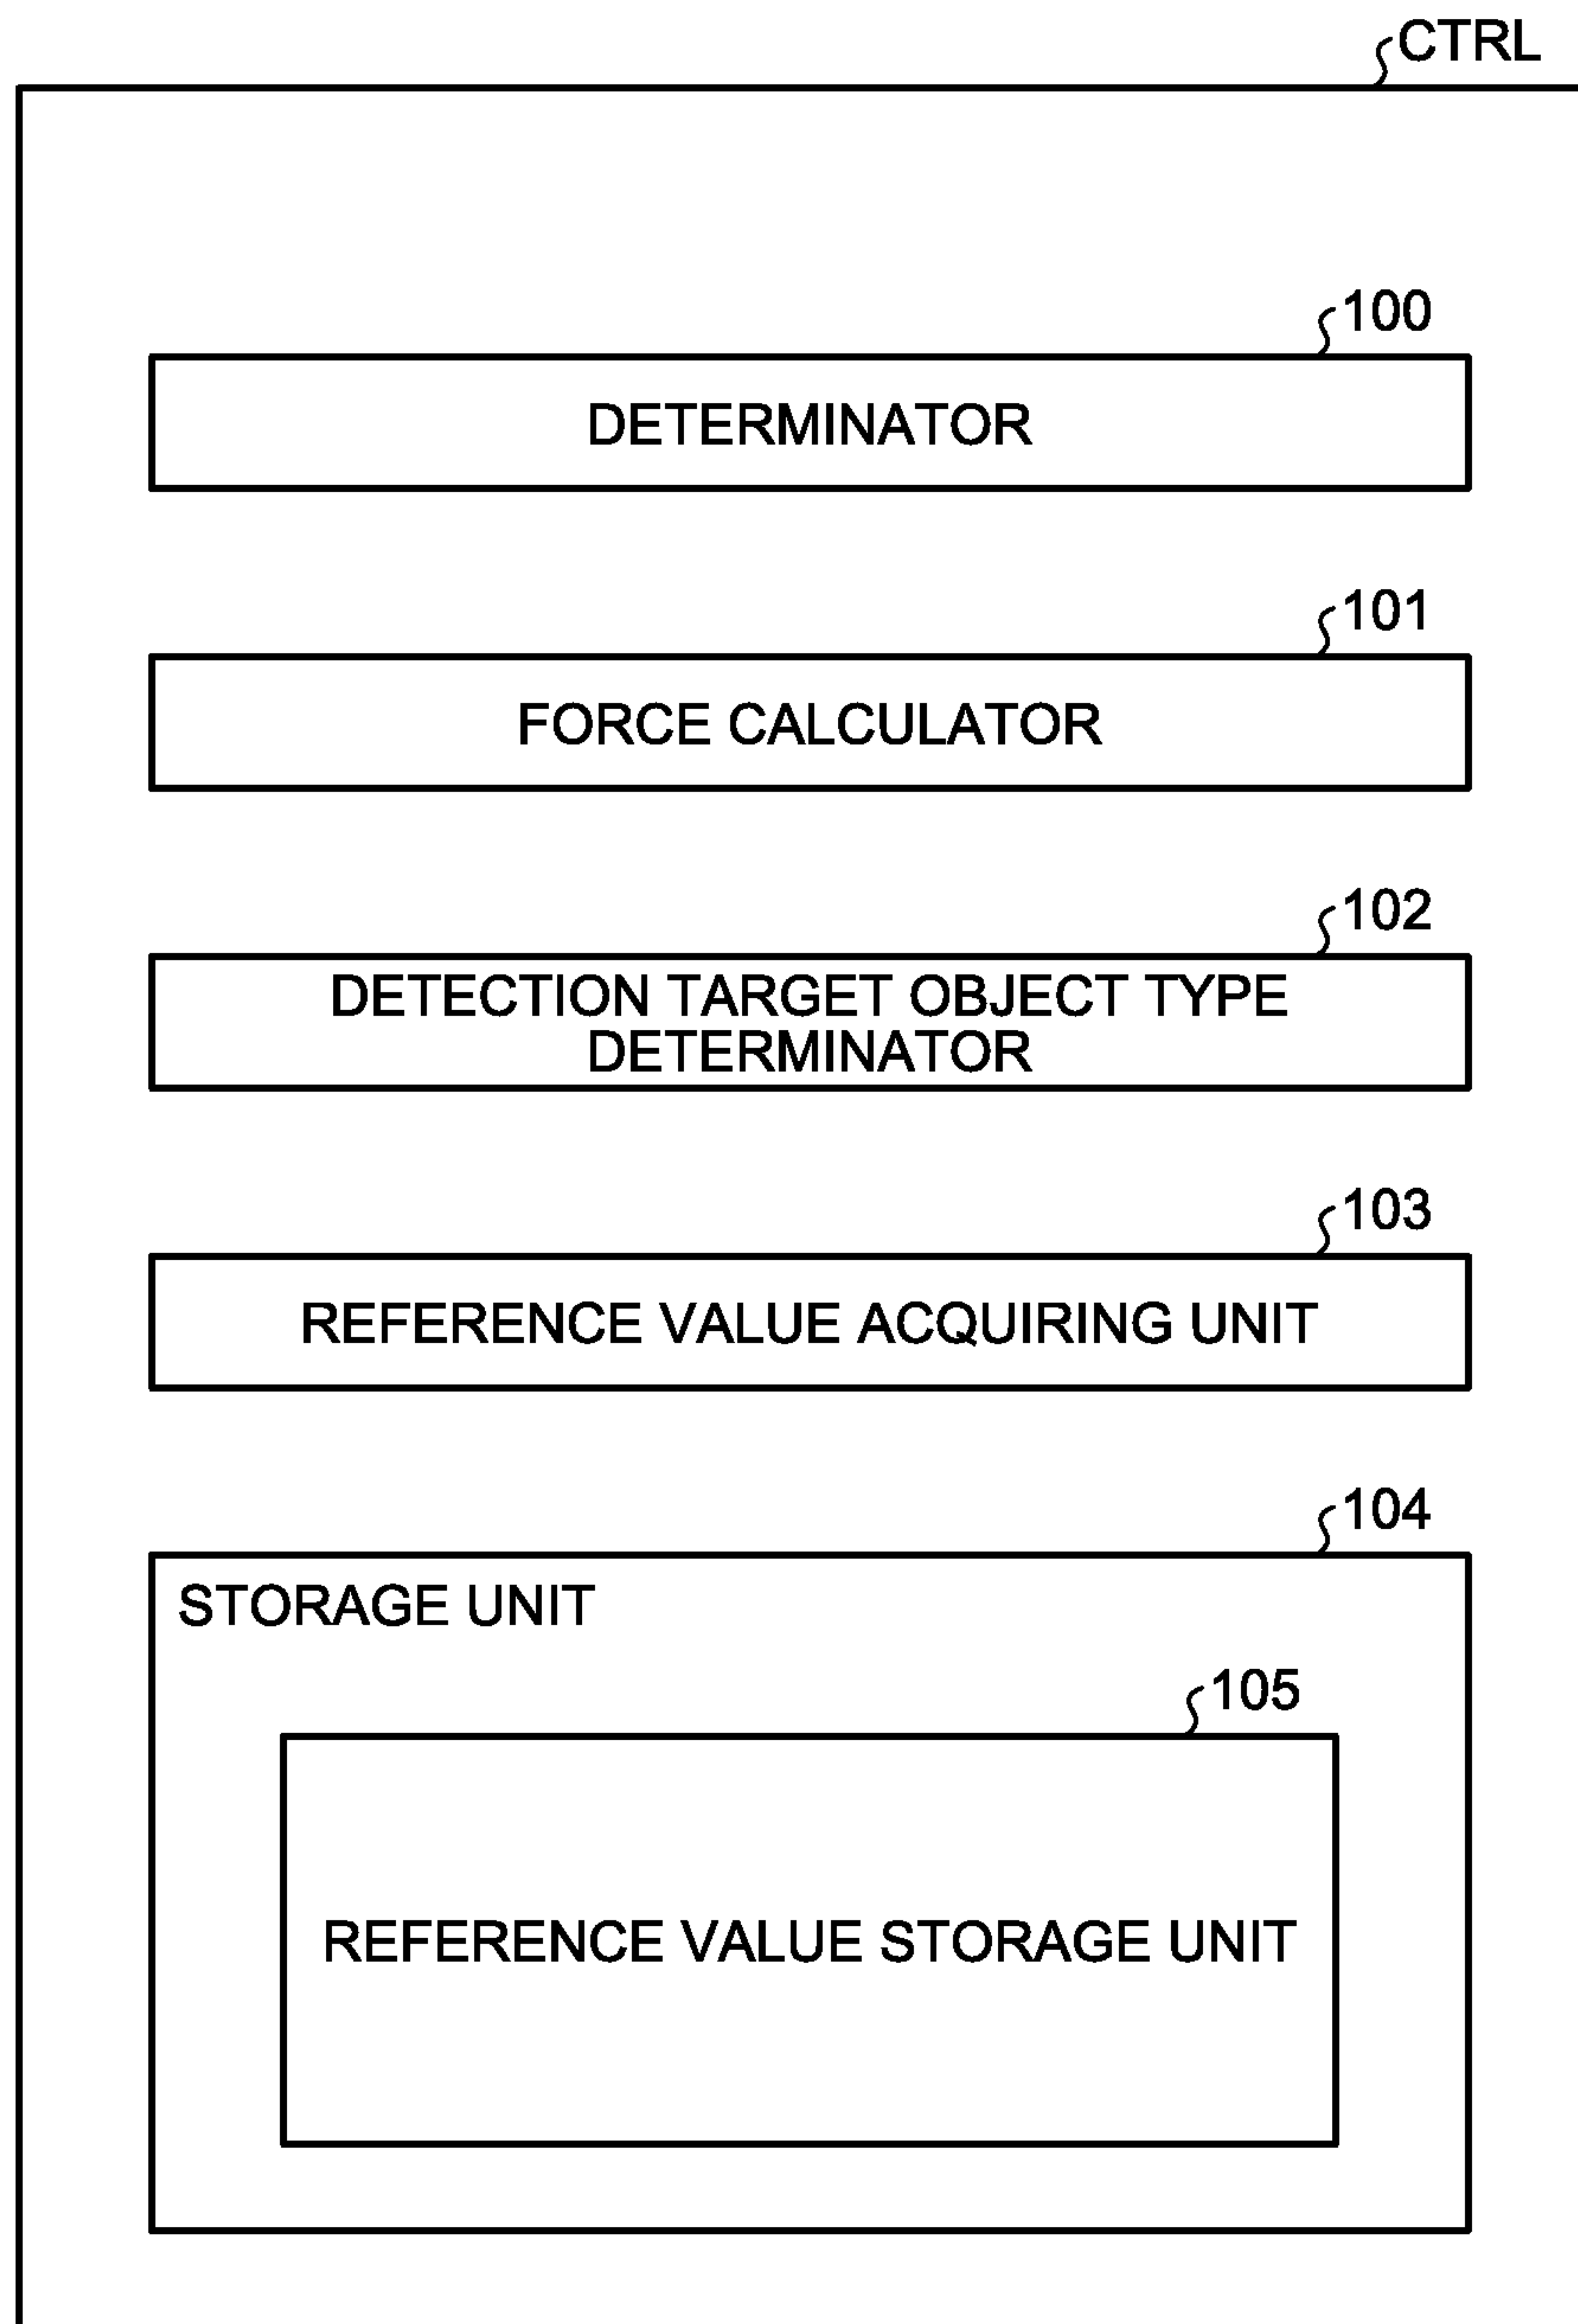 CTRL
100
DETERMINATOR
101
FORCE CALCULATOR
102
DETECTION TARGET OBJECT TYPE
DETERMINATOR
103
REFERENCE VALUE ACQUIRING UNIT
104
STORAGE UNIT
105
REFERENCE VALUE STORAGE UNIT